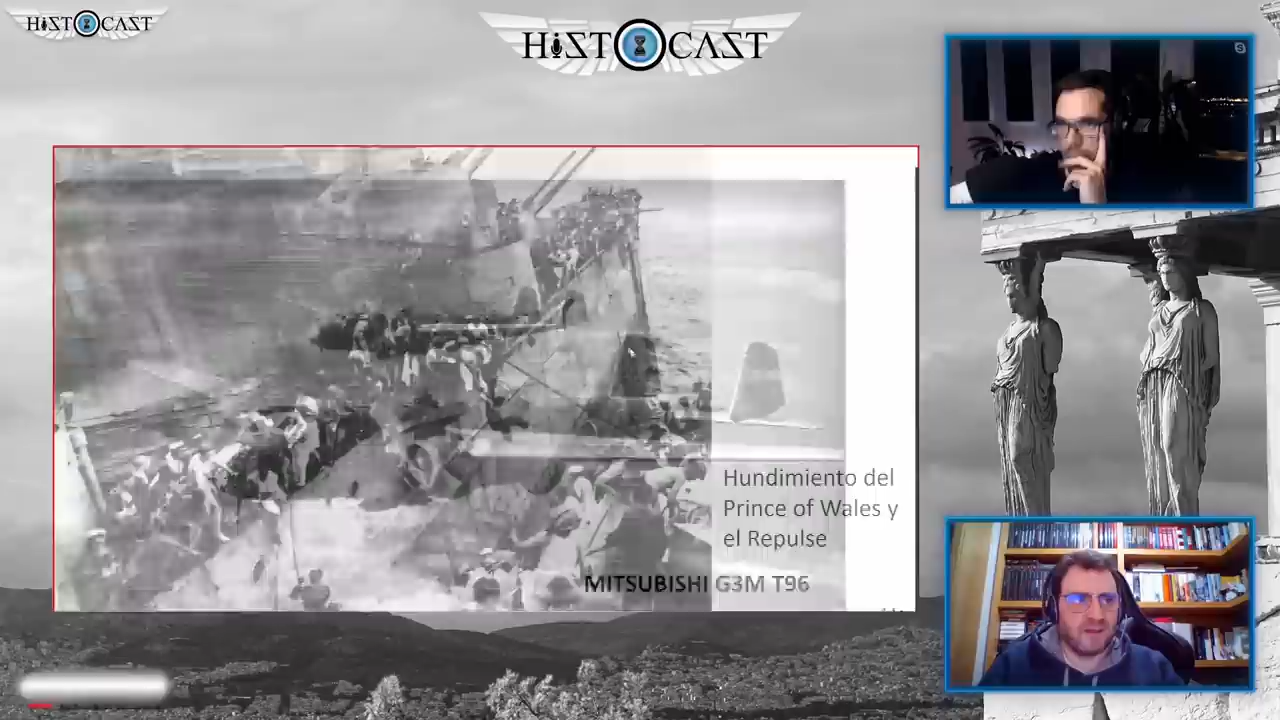 HISTOCAST
HISTOCAST
Hundimiento del
Prince of Wales y
el Repulse
MITSUBISHI G3M T96